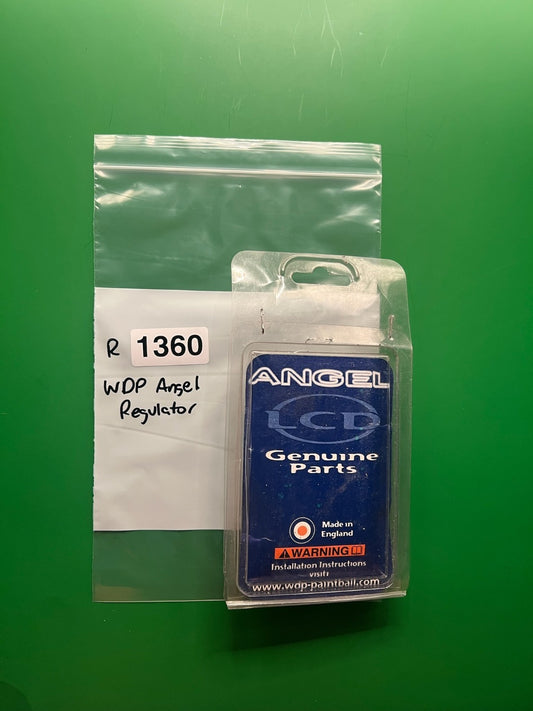 R 1360
WDP Angel
Regulator
ANGEL
LCD
Genuine
Parts
Made in
England
WARNING
Installation Instructions
visit:
www.wdp-paintball.com